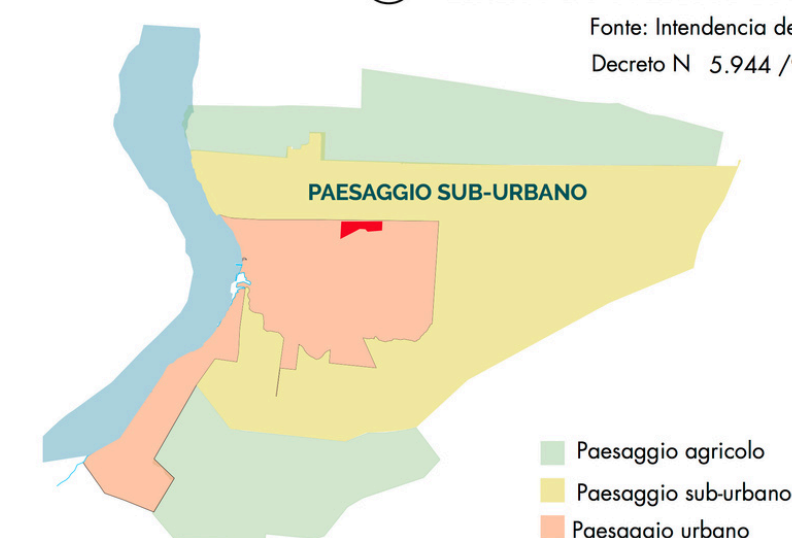 Fonte: Intendencia de
Decreto N 5.944 /
PAESAGGIO SUB-URBANO
Paesaggio agricolo
Paesaggio sub-urbano
Paesaggio urbano